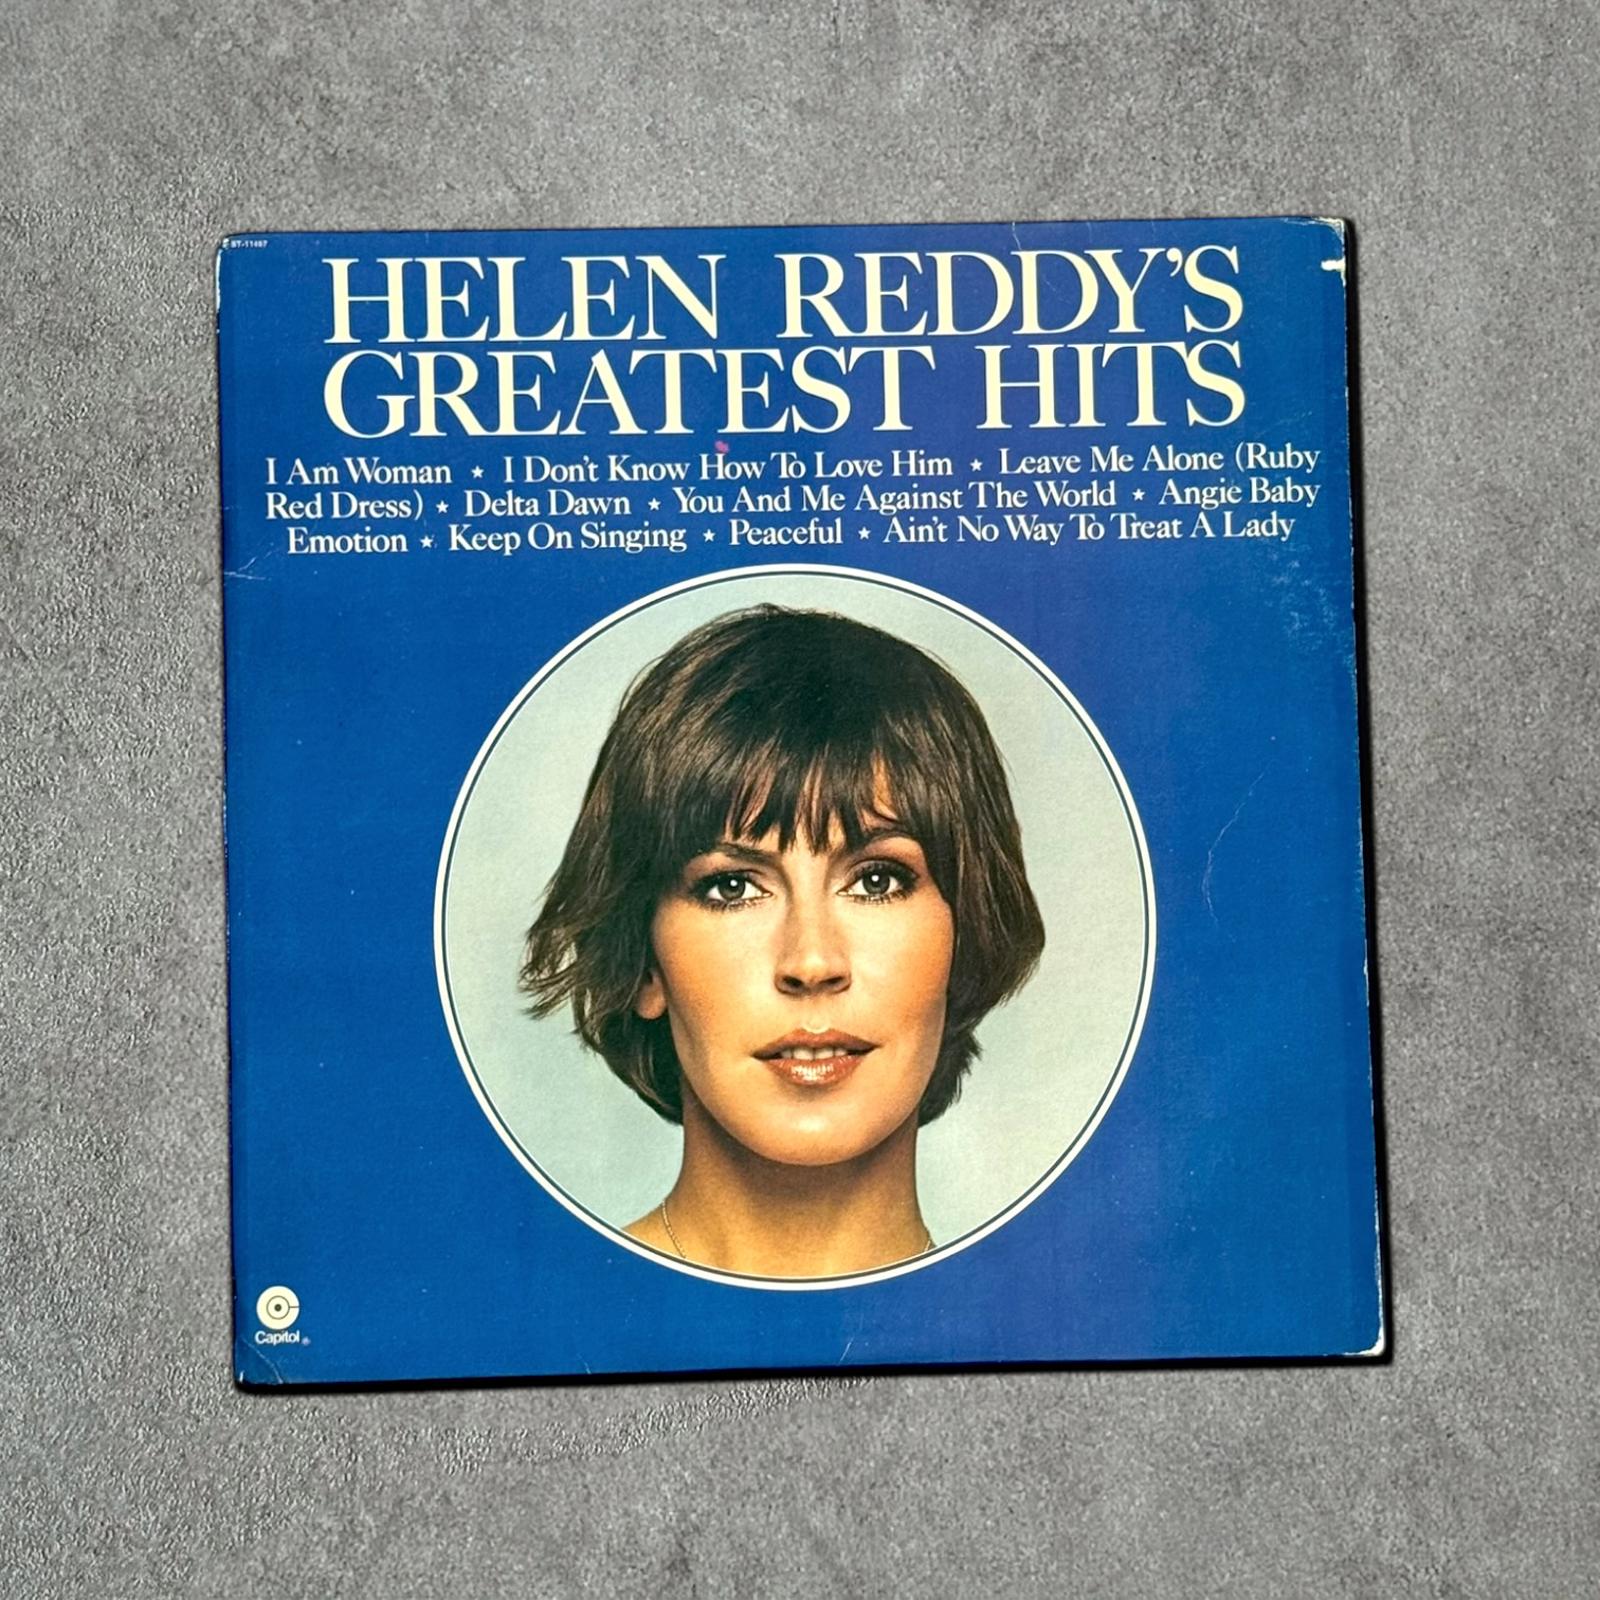 ST-11467
HELEN REDDY'S
GREATEST HITS
I Am Woman ★ I Don't Know How To Love Him ★ Leave Me Alone (Ruby
Red Dress) ★ Delta Dawn ★ You And Me Against The World ★ Angie Baby
Emotion ★ Keep On Singing ★ Peaceful ★ Ain't No Way To Treat A Lady
Capitol